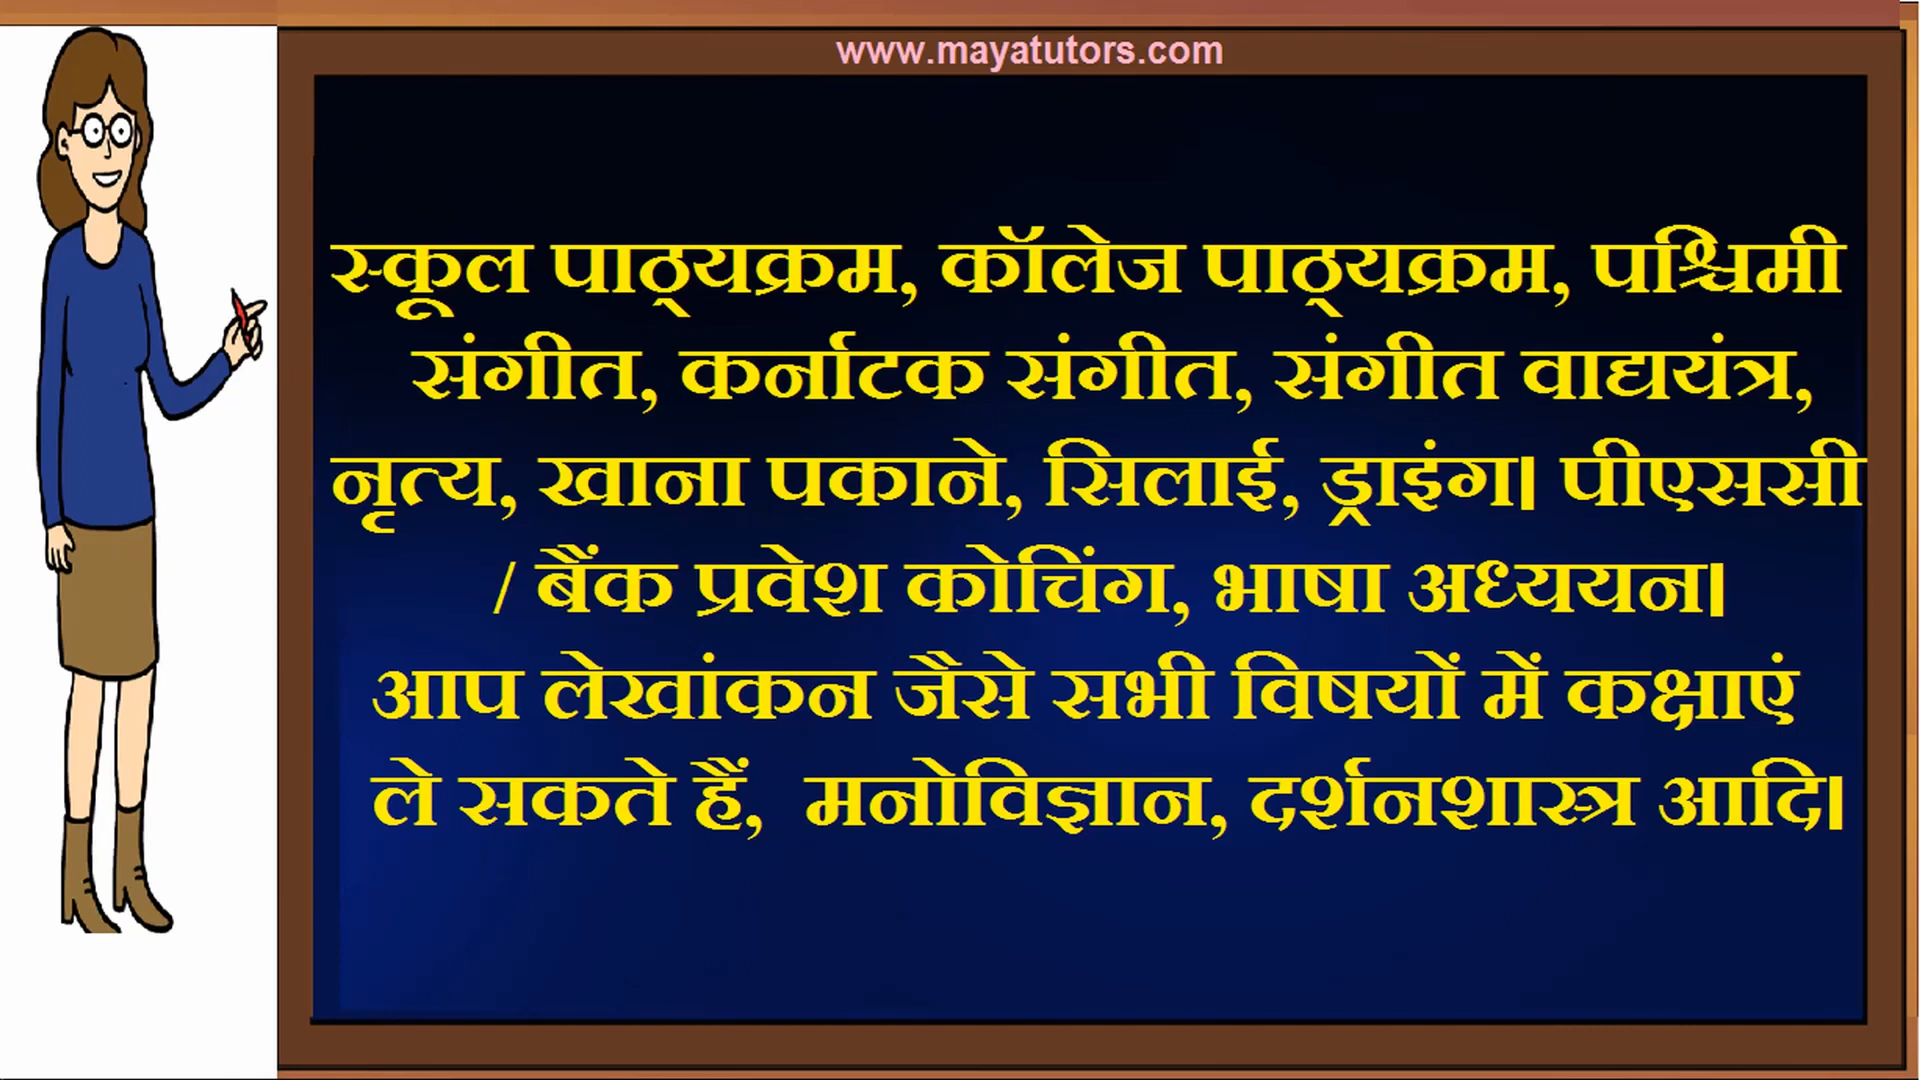 www.mayatutors.com
स्कूल पाठ्यक्रम, कॉलेज पाठ्यक्रम, पश्चिमी
संगीत, कर्नाटक संगीत, संगीत वाद्ययंत्र,
नृत्य, खाना पकाने, सिलाई, ड्राइंग। पीएससी
/ बैंक प्रवेश कोचिंग, भाषा अध्ययन।
आप लेखांकन जैसे सभी विषयों में कक्षाएं
ले सकते हैं, मनोविज्ञान, दर्शनशास्त्र आदि।